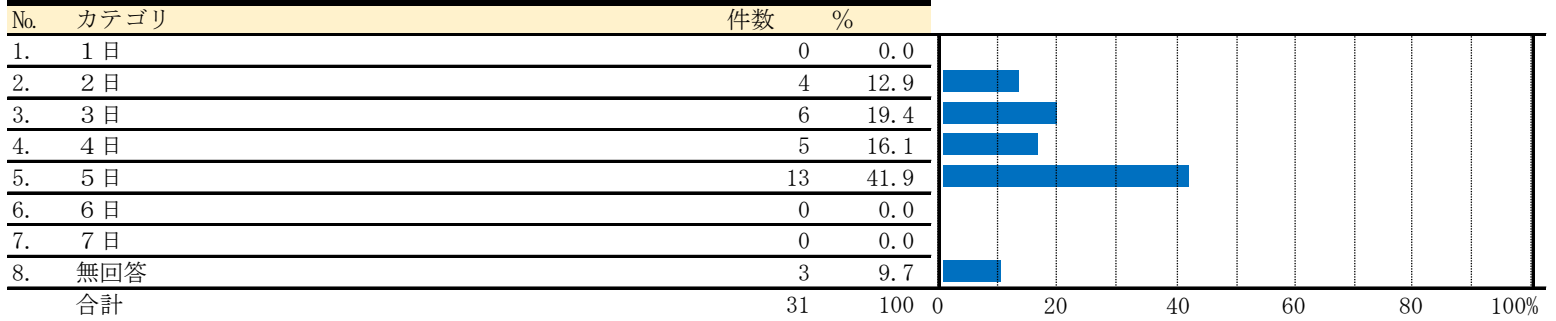 № カテゴリ 件数 %
1. １日 0 0.0
2. ２日 4 12.9
3. ３日 6 19.4
4. ４日 5 16.1
5. ５日 13 41.9
6. ６日 0 0.0
7. ７日 0 0.0
8. 無回答 3 9.7
合計 31 100 0 20 40 60 80 100%